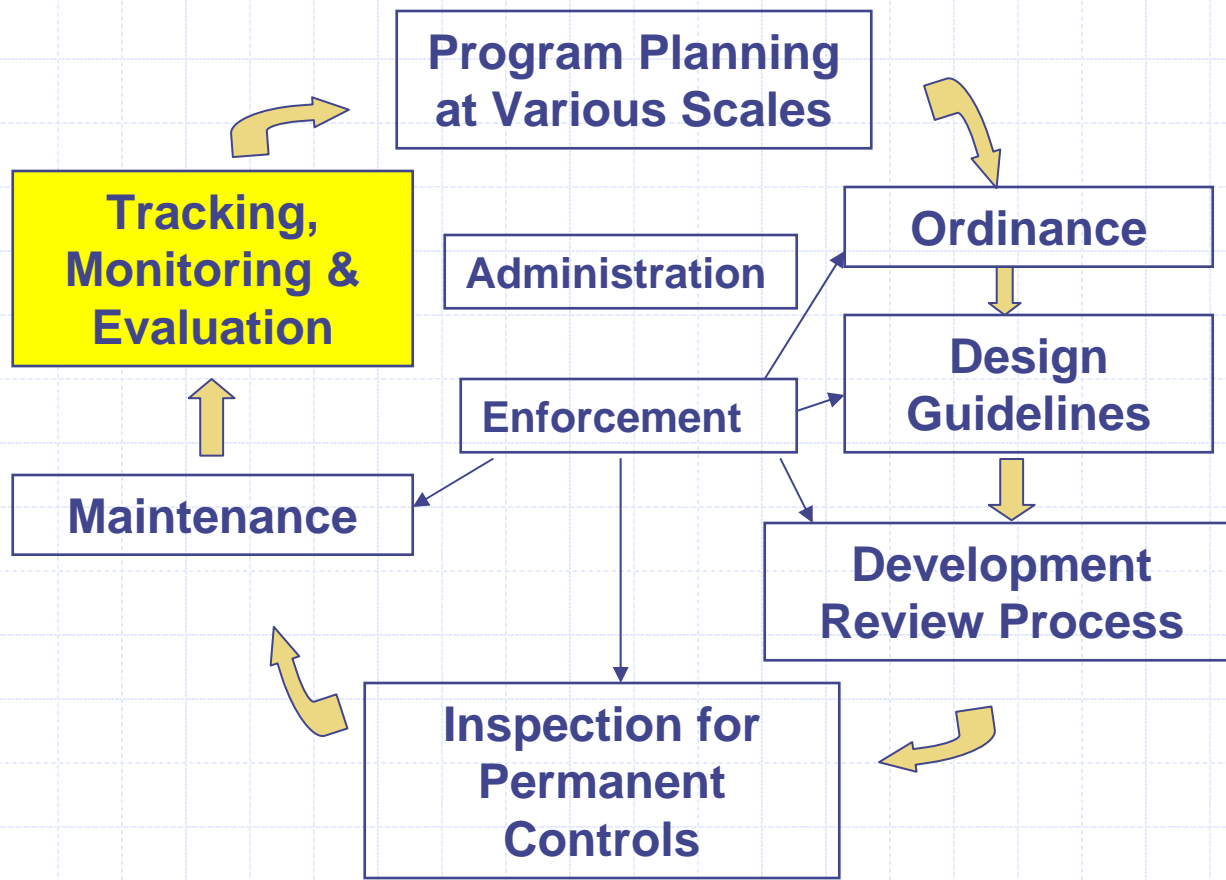 Program Planning
at Various Scales
Tracking,
Monitoring &
Evaluation
Ordinance
Administration
Design
Guidelines
Enforcement
Maintenance
Development
Review Process
Inspection for
Permanent
Controls